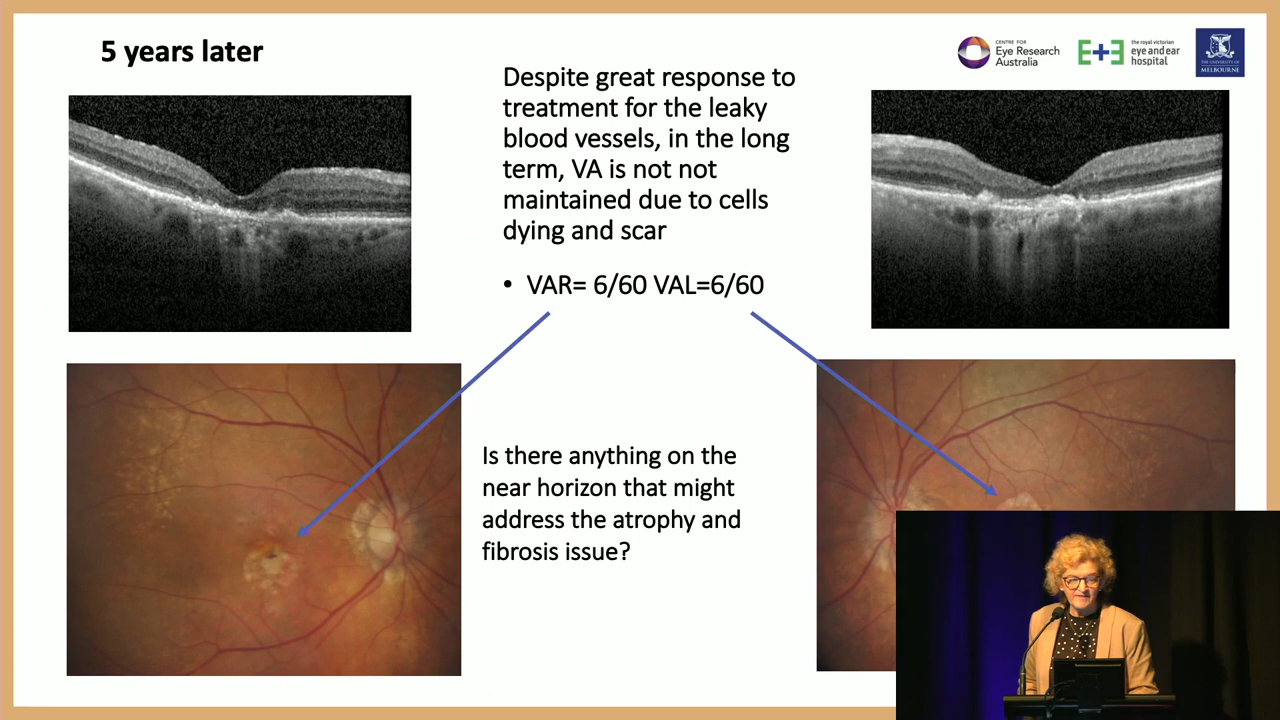 5 years later
CENTRE FOR
Eye Research
Australia
E+E
the royal victorian
eye and ear
hospital
THE UNIVERSITY OF
MELBOURNE
Despite great response to
treatment for the leaky
blood vessels, in the long
term, VA is not not
maintained due to cells
dying and scar
• VAR= 6/60 VAL=6/60
Is there anything on the
near horizon that might
address the atrophy and
fibrosis issue?